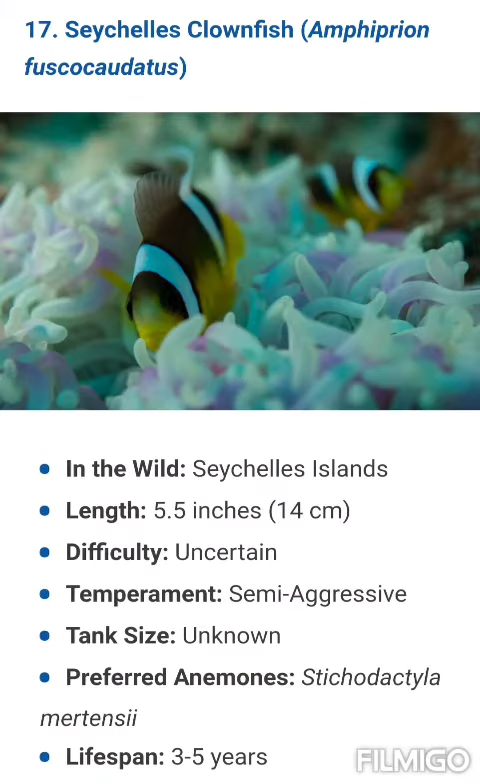 17. Seychelles Clownfish (Amphiprion
fuscocaudatus)
In the Wild: Seychelles Islands
Length: 5.5 inches (14 cm)
Difficulty: Uncertain
Temperament: Semi-Aggressive
Tank Size: Unknown
Preferred Anemones: Stichodactyla
mertensii
Lifespan: 3-5 years
FILMIGO